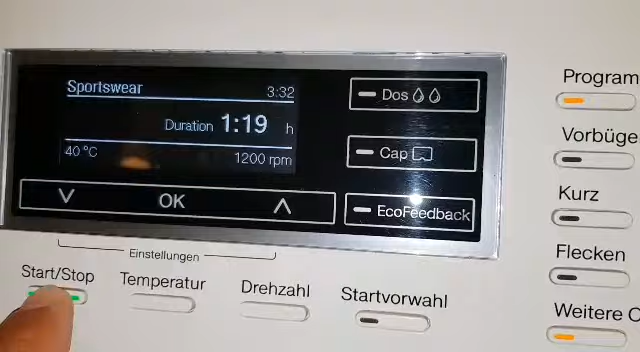 Sportswear 3:32
Duration 1:19 h
40 °C 1200 rpm
OK
Dos
Cap
EcoFeedback
Einstellungen
Start/Stop Temperatur Drehzahl Startvorwahl
Kurz
Flecken
Weitere